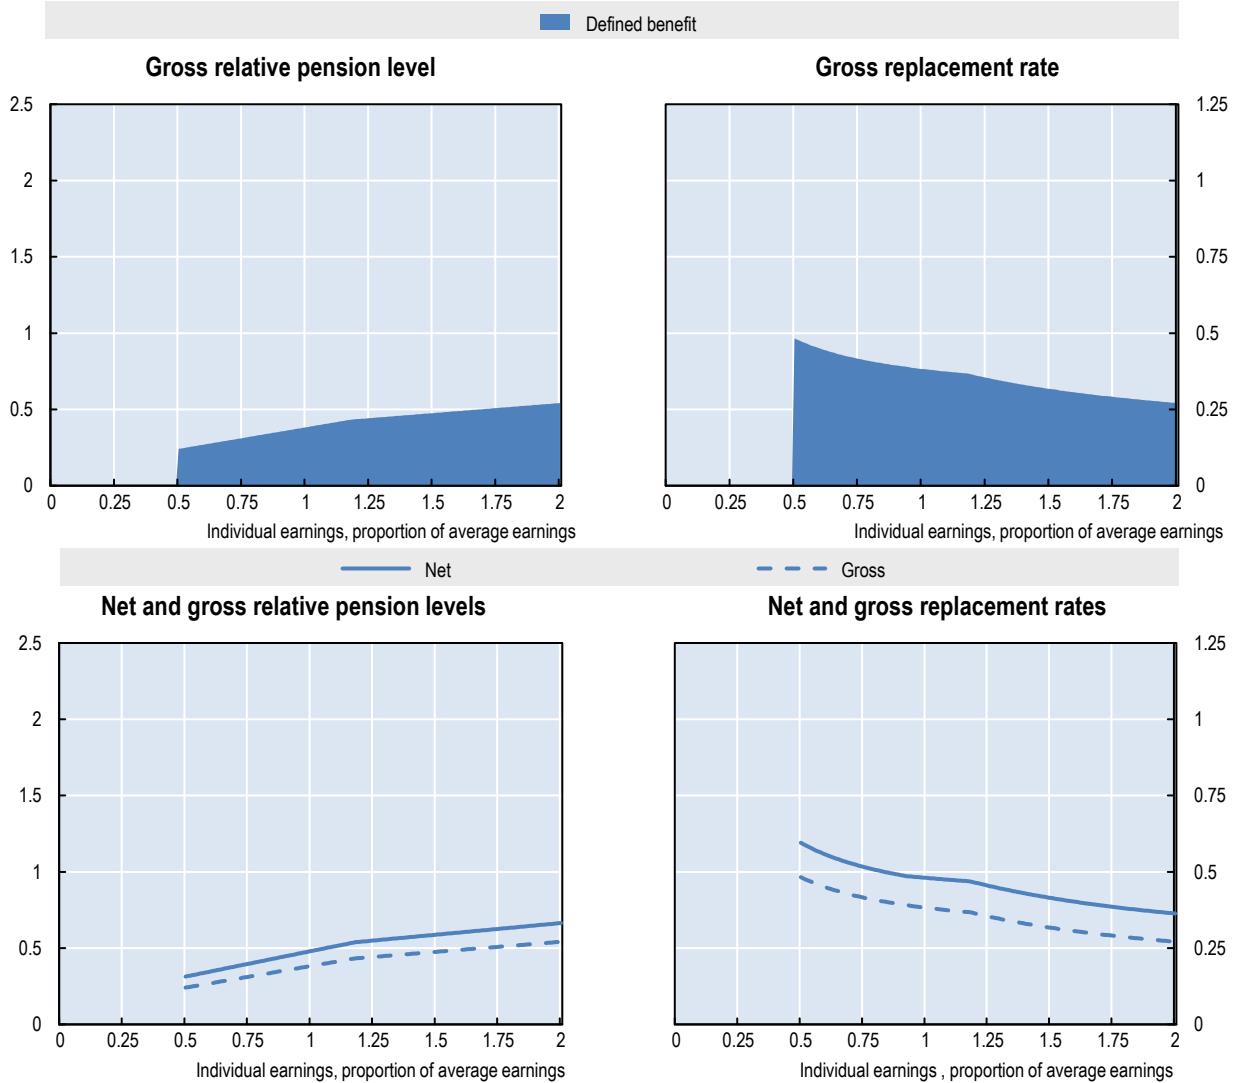 Defined benefit
Gross relative pension level
Gross replacement rate
2.5
2
1.5
1
0.5
0
1.25
1
0.75
0.5
0.25
0
0 0.25 0.5 0.75 1 1.25 1.5 1.75 2
0 0.25 0.5 0.75 1 1.25 1.5 1.75 2
Individual earnings, proportion of average earnings
Individual earnings, proportion of average earnings
Net
Gross
Net and gross relative pension levels
Net and gross replacement rates
2.5
2
1.5
1
0.5
0
1.25
1
0.75
0.5
0.25
0
0 0.25 0.5 0.75 1 1.25 1.5 1.75 2
0 0.25 0.5 0.75 1 1.25 1.5 1.75 2
Individual earnings, proportion of average earnings
Individual earnings , proportion of average earnings